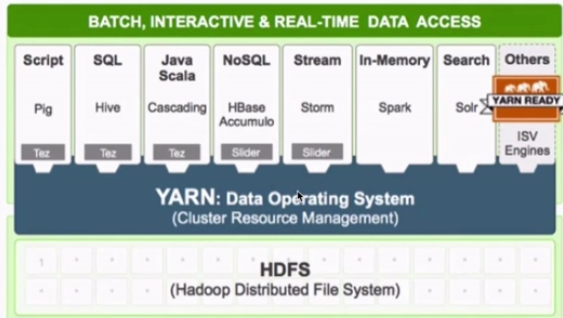 BATCH, INTERACTIVE & REAL-TIME DATA ACCESS
Script
Pig
Tez
SQL
Hive
Tez
Java
Scala
Cascading
Tez
NoSQL
HBase
Accumulo
Slider
Stream
Storm
Slider
In-Memory
Spark
Search
Solr
Others
YARN READY
ISV
Engines
YARN: Data Operating System
(Cluster Resource Management)
1
HDFS
(Hadoop Distributed File System)